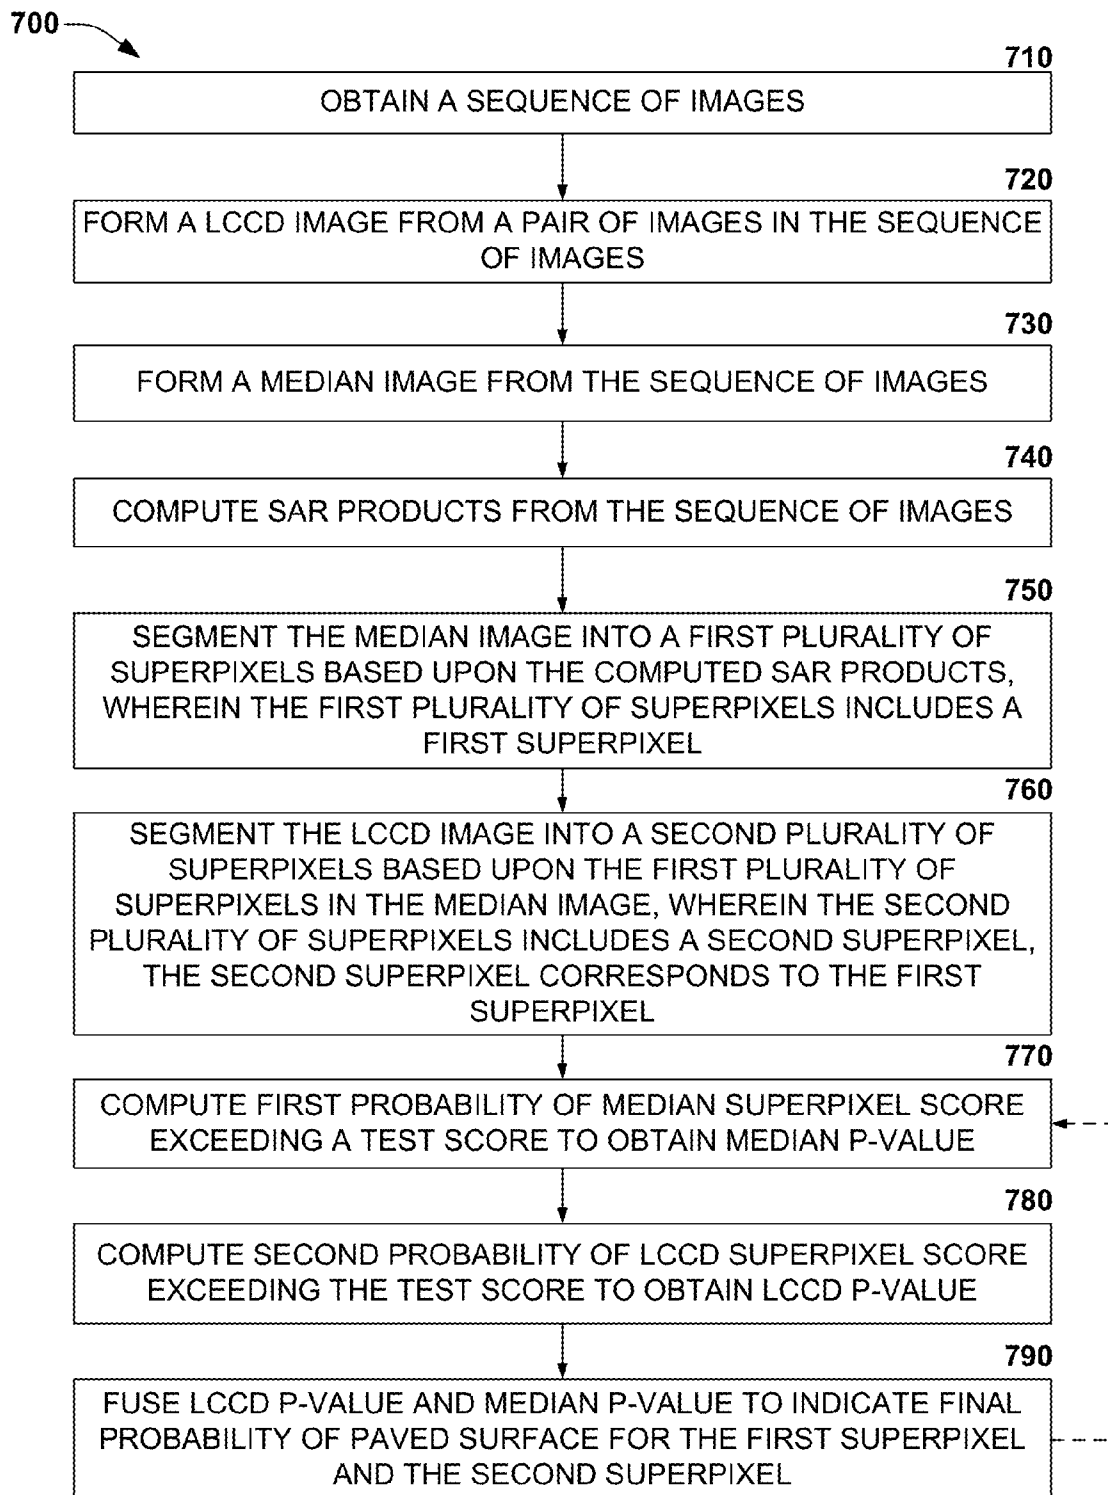 700
710
OBTAIN A SEQUENCE OF IMAGES
720
FORM A LCCD IMAGE FROM A PAIR OF IMAGES IN THE SEQUENCE
OF IMAGES
730
FORM A MEDIAN IMAGE FROM THE SEQUENCE OF IMAGES
740
COMPUTE SAR PRODUCTS FROM THE SEQUENCE OF IMAGES
750
SEGMENT THE MEDIAN IMAGE INTO A FIRST PLURALITY OF
SUPERPIXELS BASED UPON THE COMPUTED SAR PRODUCTS,
WHEREIN THE FIRST PLURALITY OF SUPERPIXELS INCLUDES A
FIRST SUPERPIXEL
760
SEGMENT THE LCCD IMAGE INTO A SECOND PLURALITY OF
SUPERPIXELS BASED UPON THE FIRST PLURALITY OF
SUPERPIXELS IN THE MEDIAN IMAGE, WHEREIN THE SECOND
PLURALITY OF SUPERPIXELS INCLUDES A SECOND SUPERPIXEL,
THE SECOND SUPERPIXEL CORRESPONDS TO THE FIRST
SUPERPIXEL
770
COMPUTE FIRST PROBABILITY OF MEDIAN SUPERPIXEL SCORE
EXCEEDING A TEST SCORE TO OBTAIN MEDIAN P-VALUE
780
COMPUTE SECOND PROBABILITY OF LCCD SUPERPIXEL SCORE
EXCEEDING THE TEST SCORE TO OBTAIN LCCD P-VALUE
790
FUSE LCCD P-VALUE AND MEDIAN P-VALUE TO INDICATE FINAL
PROBABILITY OF PAVED SURFACE FOR THE FIRST SUPERPIXEL
AND THE SECOND SUPERPIXEL